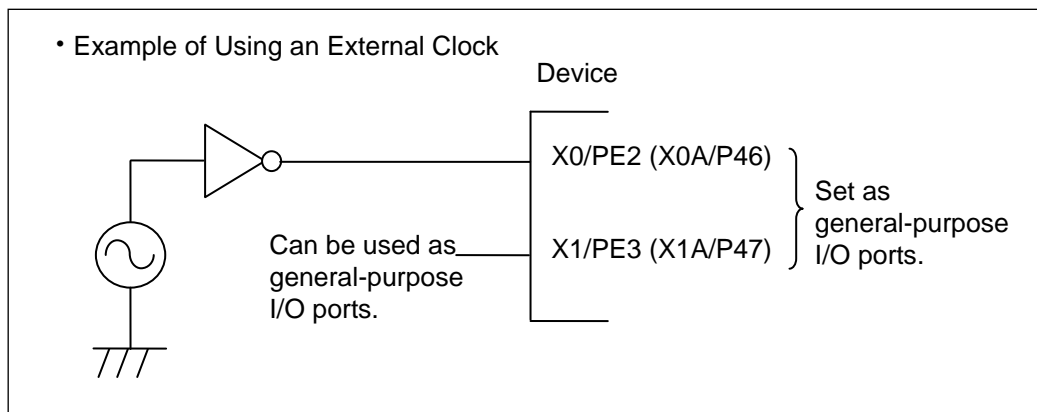 • Example of Using an External Clock
Device
X0/PE2 (X0A/P46)
Set as
general-purpose
I/O ports.
Can be used as
general-purpose
I/O ports.
X1/PE3 (X1A/P47)